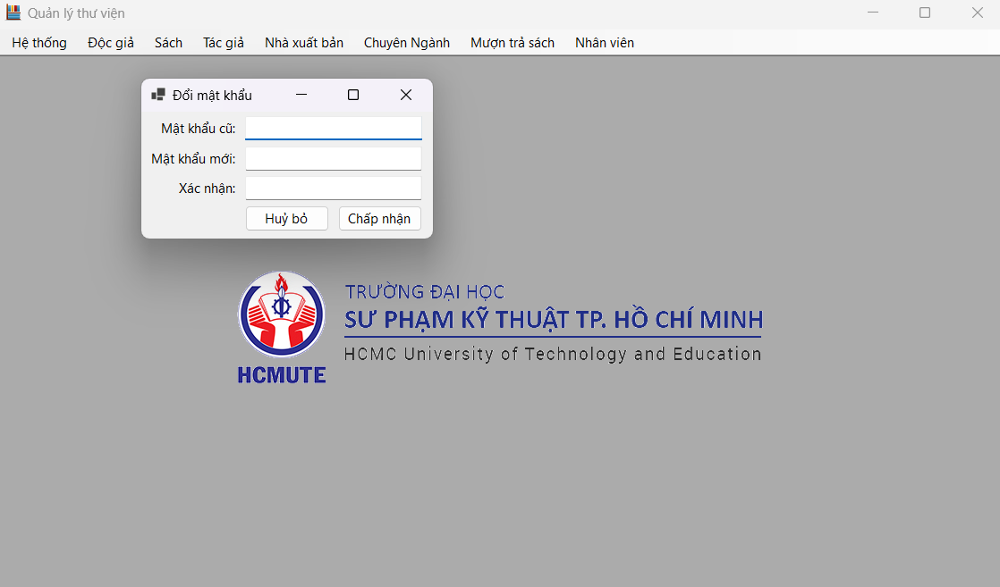 Quản lý thư viện
Hệ thống Độc giả Sách Tác giả Nhà xuất bản Chuyên Ngành Mượn trả sách Nhân viên
Đổi mật khẩu
Mật khẩu cũ:
Mật khẩu mới:
Xác nhận:
Huỷ bỏ Chấp nhận
TRƯỜNG ĐẠI HỌC
SƯ PHẠM KỸ THUẬT TP. HỒ CHÍ MINH
HCMC University of Technology and Education
HCMUTE